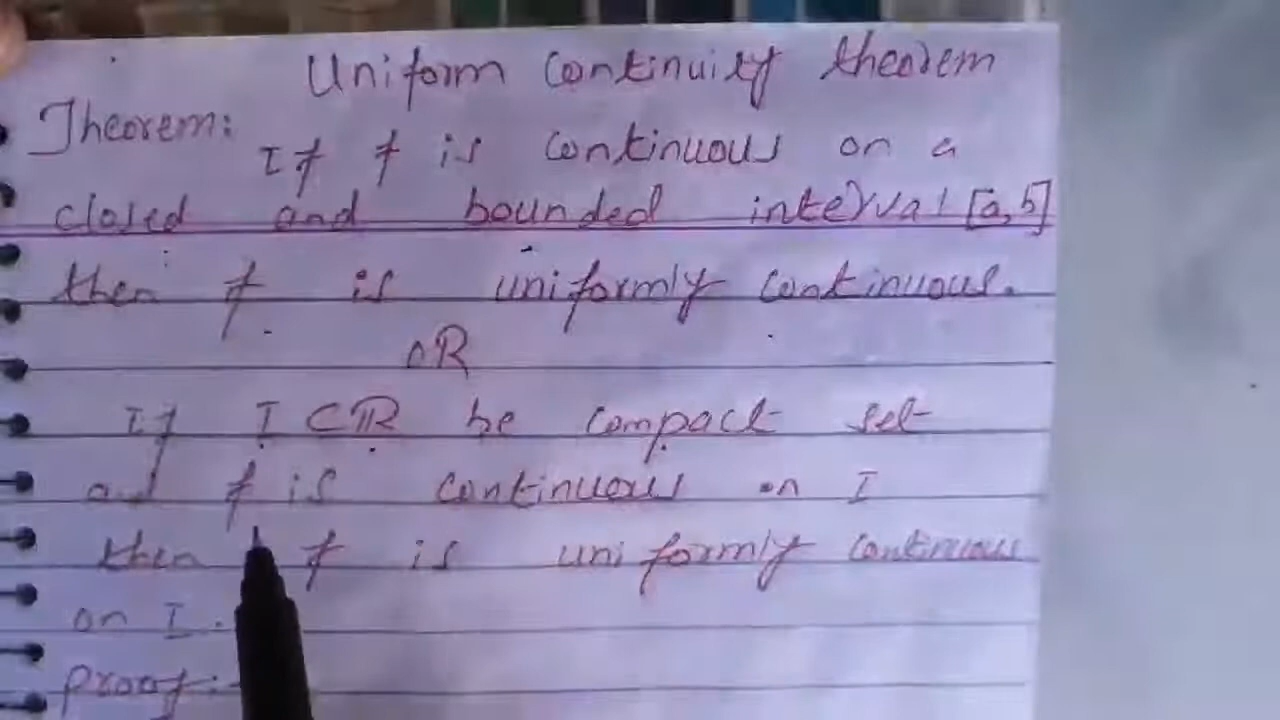 Uniform continuity theorem
Theorem:
If f is continuous on a
closed and bounded interval [a,b]
then f is uniformly continuous.
OR
If I ⊂ ℝ be compact set
and f is continuous on I
then f is uniformly continuous
on I.
proof:-